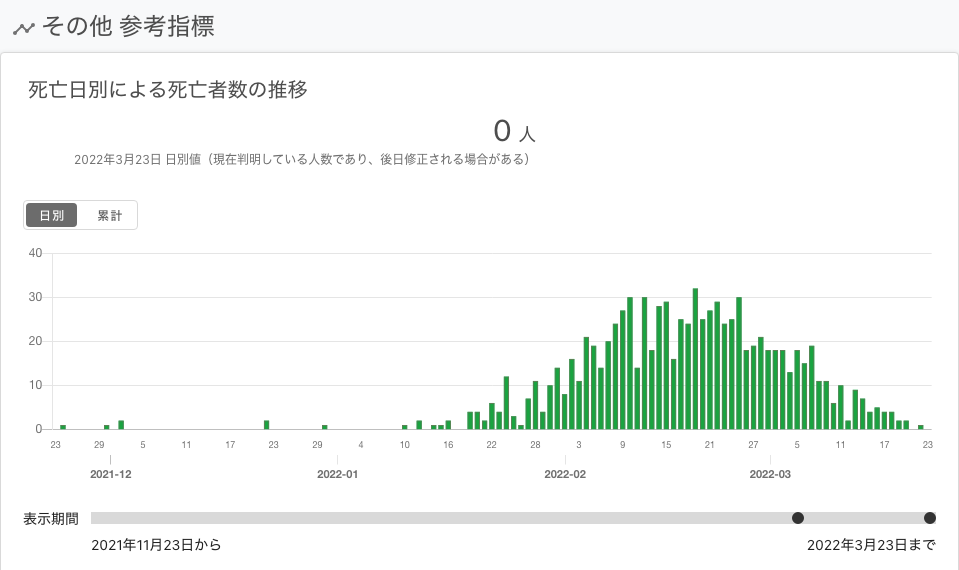 その他 参考指標
死亡日別による死亡者数の推移
0 人
2022年3月23日 日別値（現在判明している人数であり、後日修正される場合がある）
日別 累計
40
30
20
10
0
23 29 5 11 17 23 29 4 10 16 22 28 3 9 15 21 27 5 11 17 23
2021-12 2022-01 2022-02 2022-03
表示期間
2021年11月23日から 2022年3月23日まで